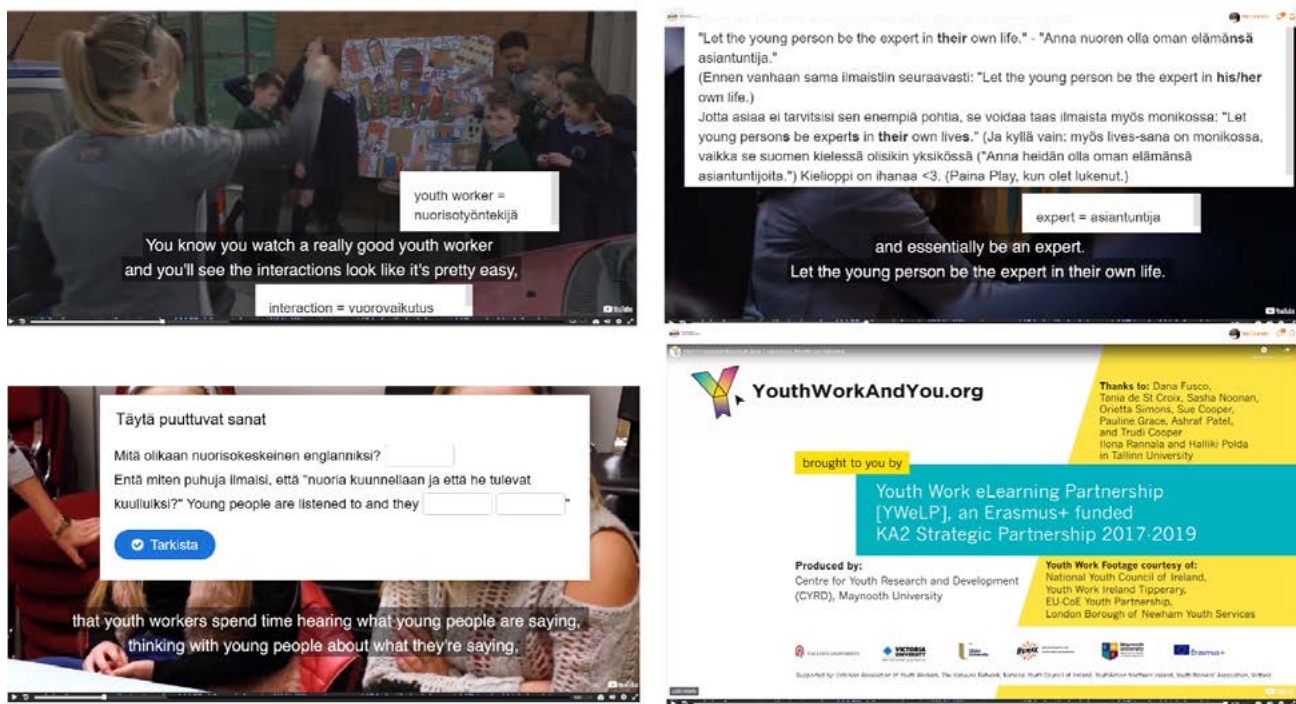 youth worker =
nuorisotyöntekijä
You know you watch a really good youth worker
and you'll see the interactions look like it's pretty easy,
interaction = vuorovaikutus
YouTube
"Let the young person be the expert in their own life." - "Anna nuoren olla oman elämänsä
asiantuntija."
(Ennen vanhaan sama ilmaistiin seuraavasti: "Let the young person be the expert in his/her
own life.)
Jotta asiaa ei tarvitsisi sen enempiä pohtia, se voidaa taas ilmaista myös monikossa: "Let
young persons be experts in their own lives." (Ja kyllä vain: myös lives-sana on monikossa,
vaikka se suomen kielessä olisikin yksikössä ("Anna heidän olla oman elämänsä
asiantuntijoita.") Kielioppi on ihanaa <3. (Paina Play, kun olet lukenut.)
expert = asiantuntija
and essentially be an expert.
Let the young person be the expert in their own life.
YouTube
Täytä puuttuvat sanat
Mitä olikaan nuorisokeskeinen englanniksi?
Entä miten puhuja ilmaisi, että "nuoria kuunnellaan ja että he tulevat
kuulluiksi?" Young people are listened to and they "
Tarkista
that youth workers spend time hearing what young people are saying,
thinking with young people about what they're saying,
YouTube
YouthWorkAndYou.org
Thanks to: Dana Fusco,
Tania de St Croix, Sasha Noonan,
Orietta Simons, Sue Cooper,
Pauline Grace, Ashraf Patel,
and Trudi Cooper
Ilona Rannala and Halliki Polda
in Tallinn University
brought to you by
Youth Work eLearning Partnership
[YWeLP], an Erasmus+ funded
KA2 Strategic Partnership 2017-2019
Produced by:
Centre for Youth Research and Development
(CYRD), Maynooth University
Youth Work Footage courtesy of:
National Youth Council of Ireland,
Youth Work Ireland Tipperary,
EU-CoE Youth Partnership,
London Borough of Newham Youth Services
TALLINN UNIVERSITY
VICTORIA UNIVERSITY
Maynooth University
Erasmus+